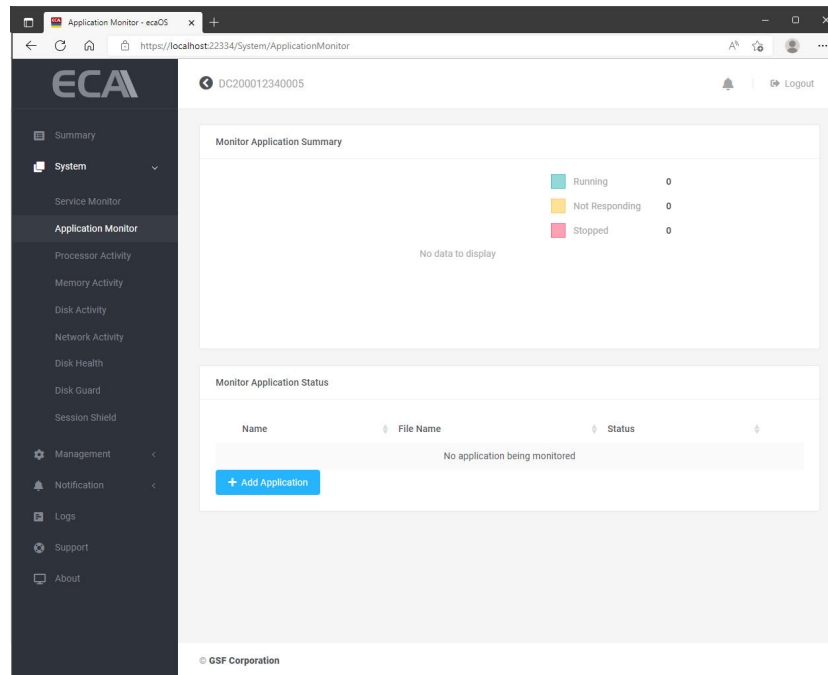 Application Monitor - ecaOS
https://localhost:22334/System/ApplicationMonitor
ECA
DC200012340005
Logout
Summary
System
Service Monitor
Application Monitor
Processor Activity
Memory Activity
Disk Activity
Network Activity
Disk Health
Disk Guard
Session Shield
Management
Notification
Logs
Support
About
Monitor Application Summary
Running 0
Not Responding 0
Stopped 0
No data to display
Monitor Application Status
Name File Name Status
No application being monitored
+ Add Application
© GSF Corporation